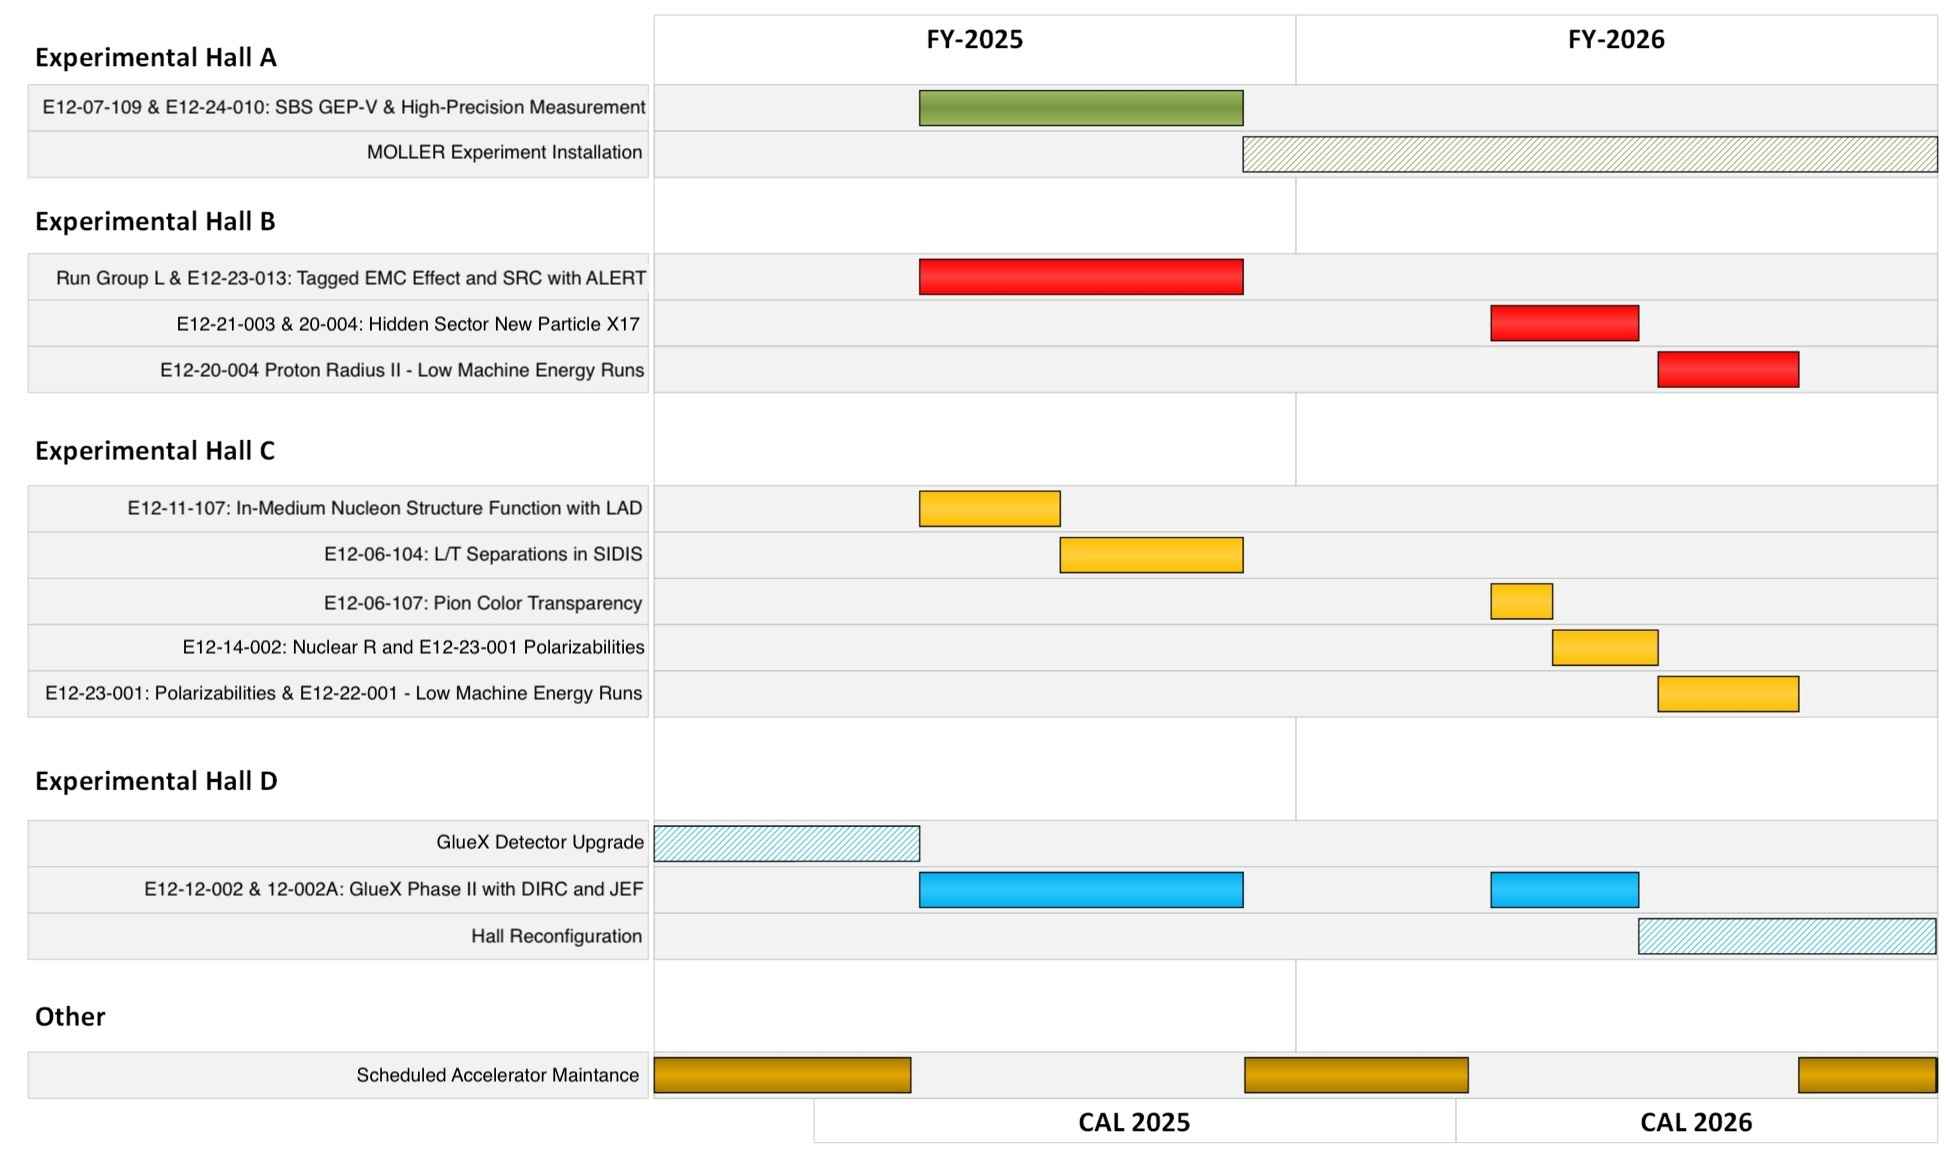 FY-2025 FY-2026
Experimental Hall A
E12-07-109 & E12-24-010: SBS GEP-V & High-Precision Measurement
MOLLER Experiment Installation
Experimental Hall B
Run Group L & E12-23-013: Tagged EMC Effect and SRC with ALERT
E12-21-003 & 20-004: Hidden Sector New Particle X17
E12-20-004 Proton Radius II - Low Machine Energy Runs
Experimental Hall C
E12-11-107: In-Medium Nucleon Structure Function with LAD
E12-06-104: L/T Separations in SIDIS
E12-06-107: Pion Color Transparency
E12-14-002: Nuclear R and E12-23-001 Polarizabilities
E12-23-001: Polarizabilities & E12-22-001 - Low Machine Energy Runs
Experimental Hall D
GlueX Detector Upgrade
E12-12-002 & 12-002A: GlueX Phase II with DIRC and JEF
Hall Reconfiguration
Other
Scheduled Accelerator Maintance
CAL 2025 CAL 2026